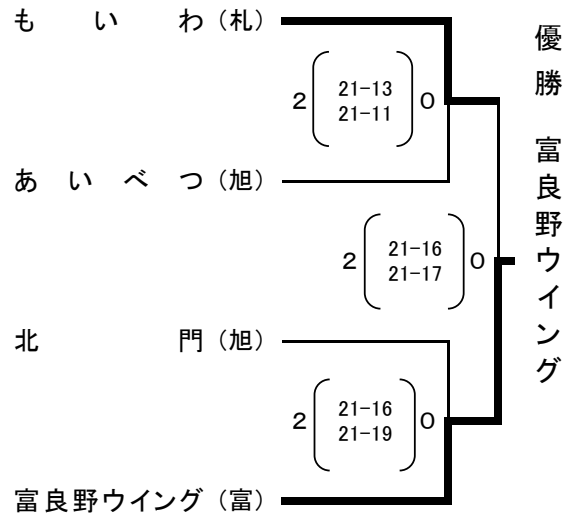 もいわ（札）
2 21-13 0
21-11
あいべつ（旭）
2 21-16 0
21-17
北門（旭）
2 21-16 0
21-19
富良野ウイング（富）
優勝 富良野ウイング